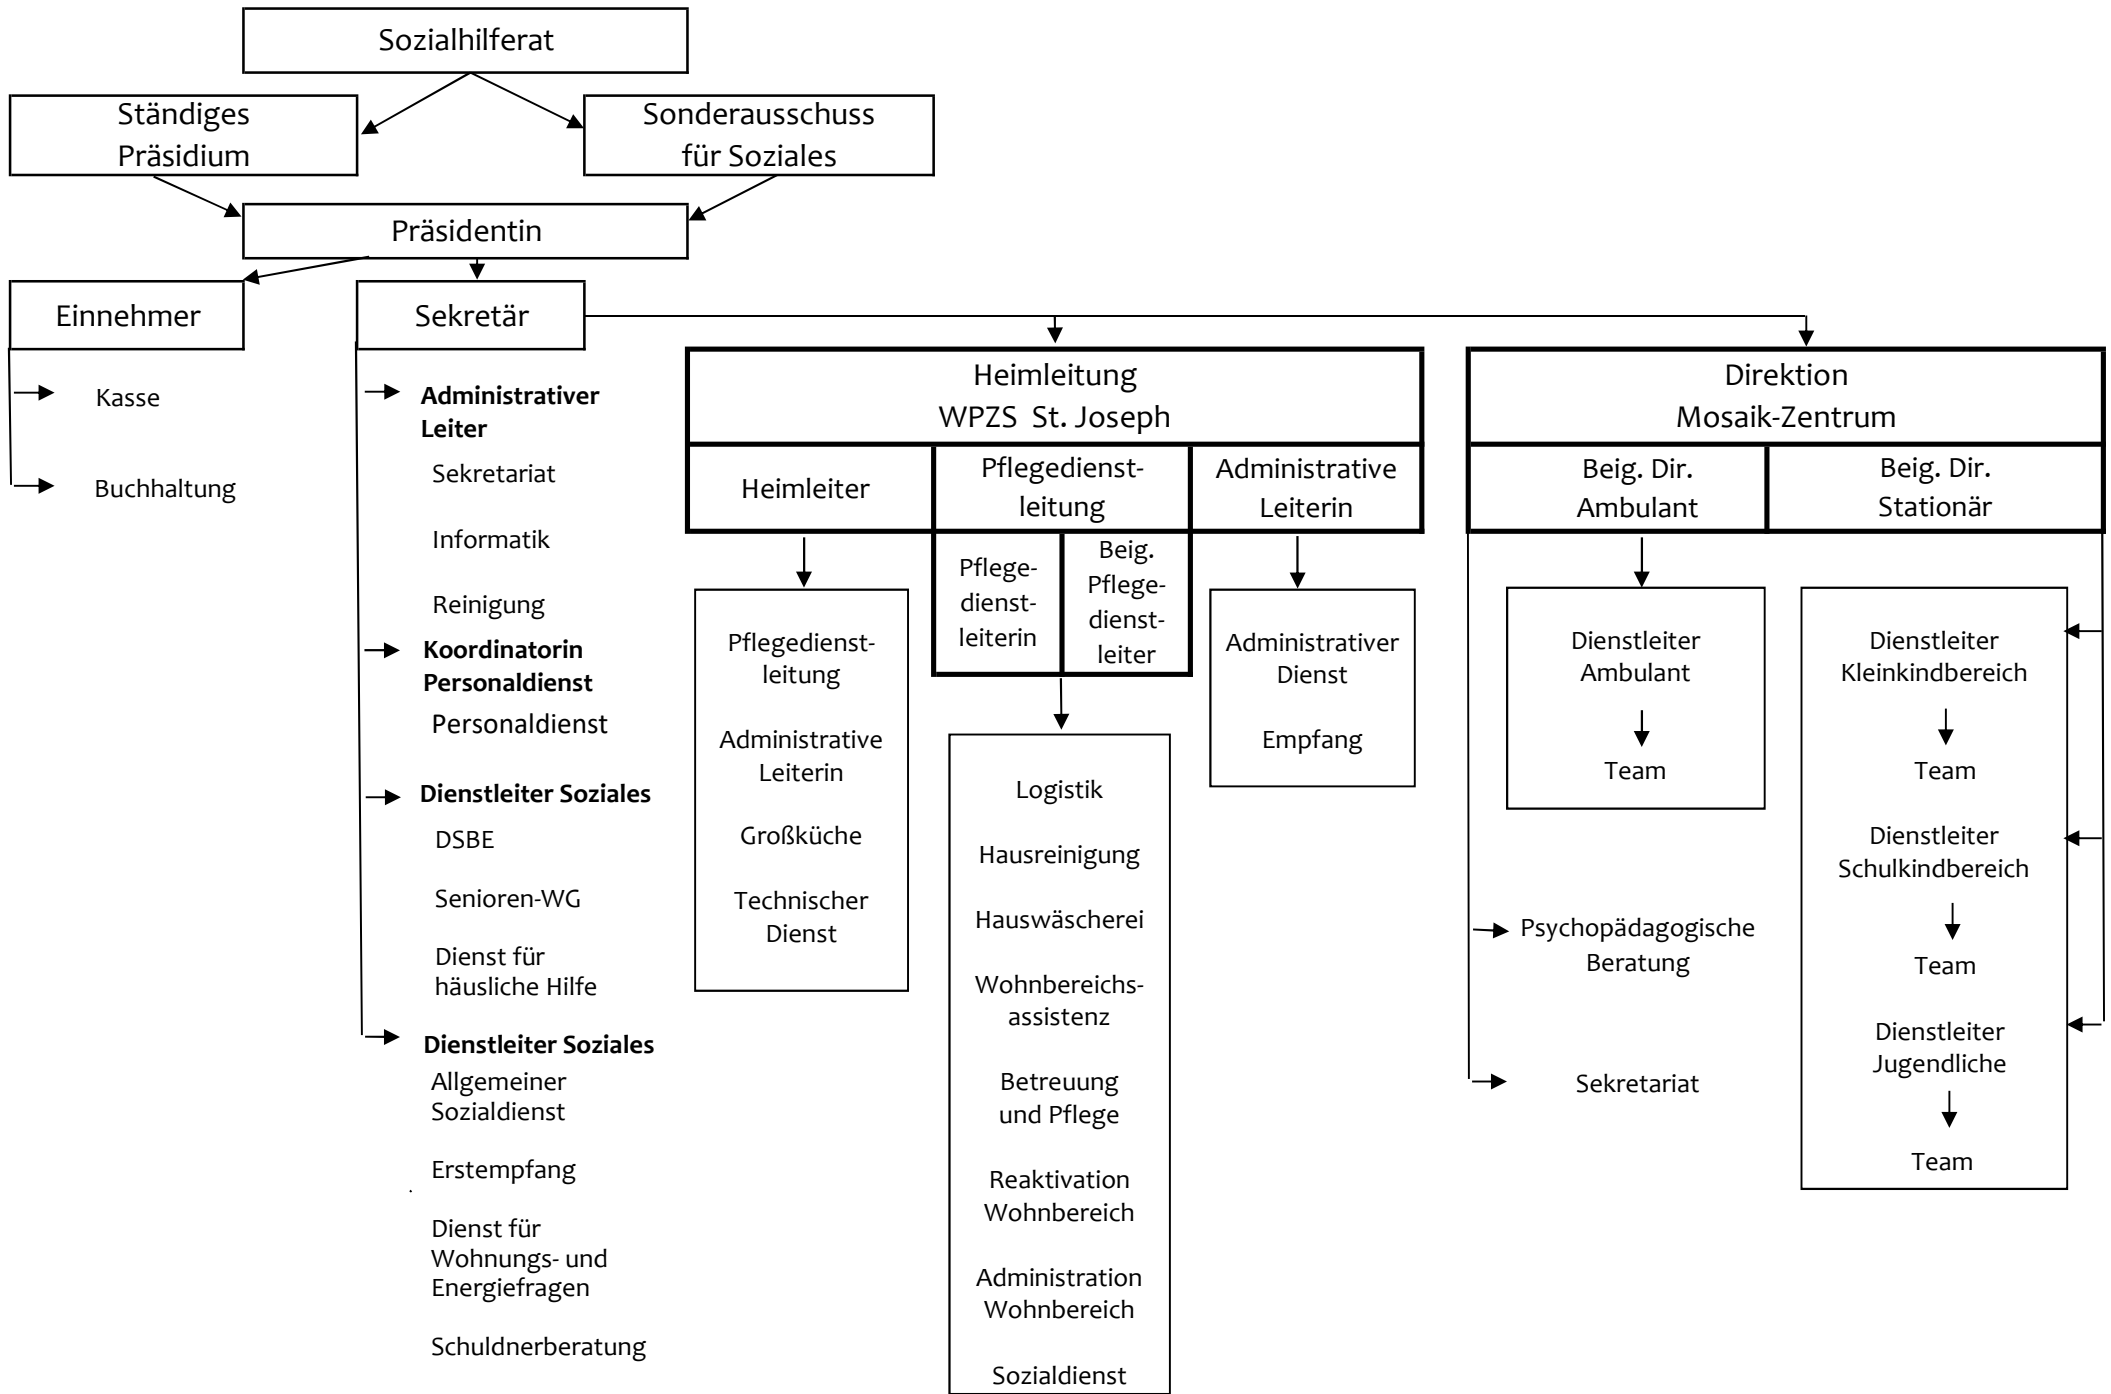 Sozialhilferat
Ständiges
Präsidium
Sonderausschuss
für Soziales
Präsidentin
Einnehmer
Kasse
Buchhaltung
Sekretär
Administrativer
Leiter
Sekretariat
Informatik
Reinigung
Koordinatorin
Personaldienst
Personaldienst
Dienstleiter Soziales
DSBE
Senioren-WG
Dienst für
häusliche Hilfe
Dienstleiter Soziales
Allgemeiner
Sozialdienst
Erstempfang
Dienst für
Wohnungs- und
Energiefragen
Schuldnerberatung
Heimleitung
WPZS St. Joseph
Heimleiter
Pflegedienst-
leitung
Administrative
Leiterin
Pflege-
dienst-
leiterin
Beig.
Pflege-
dienst-
leiter
Pflegedienst-
leitung
Administrative
Leiterin
Großküche
Technischer
Dienst
Logistik
Hausreinigung
Hauswäscherei
Wohnbereichs-
assistenz
Betreuung
und Pflege
Reaktivation
Wohnbereich
Administration
Wohnbereich
Sozialdienst
Administrativer
Dienst
Empfang
Direktion
Mosaik-Zentrum
Beig. Dir.
Ambulant
Beig. Dir.
Stationär
Dienstleiter
Ambulant
Team
Psychopädagogische
Beratung
Sekretariat
Dienstleiter
Kleinkindbereich
Team
Dienstleiter
Schulkindbereich
Team
Dienstleiter
Jugendliche
Team